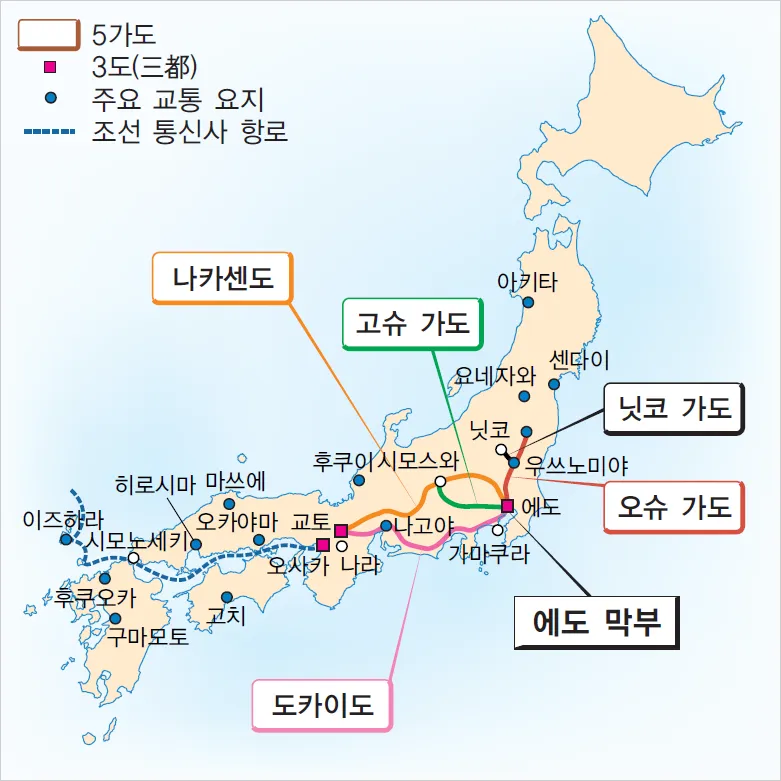 5가도
3도(三都)
주요 교통 요지
조선 통신사 항로
나카센도
고슈 가도
아키타
센다이
요네자와
닛코 가도
닛코
우쓰노미야
오슈 가도
후쿠이
시모스와
에도
히로시마
마쓰에
이즈하라
시모노세키
오카야마
교토
나고야
가마쿠라
오사카
나라
후쿠오카
고치
구마모토
에도 막부
도카이도